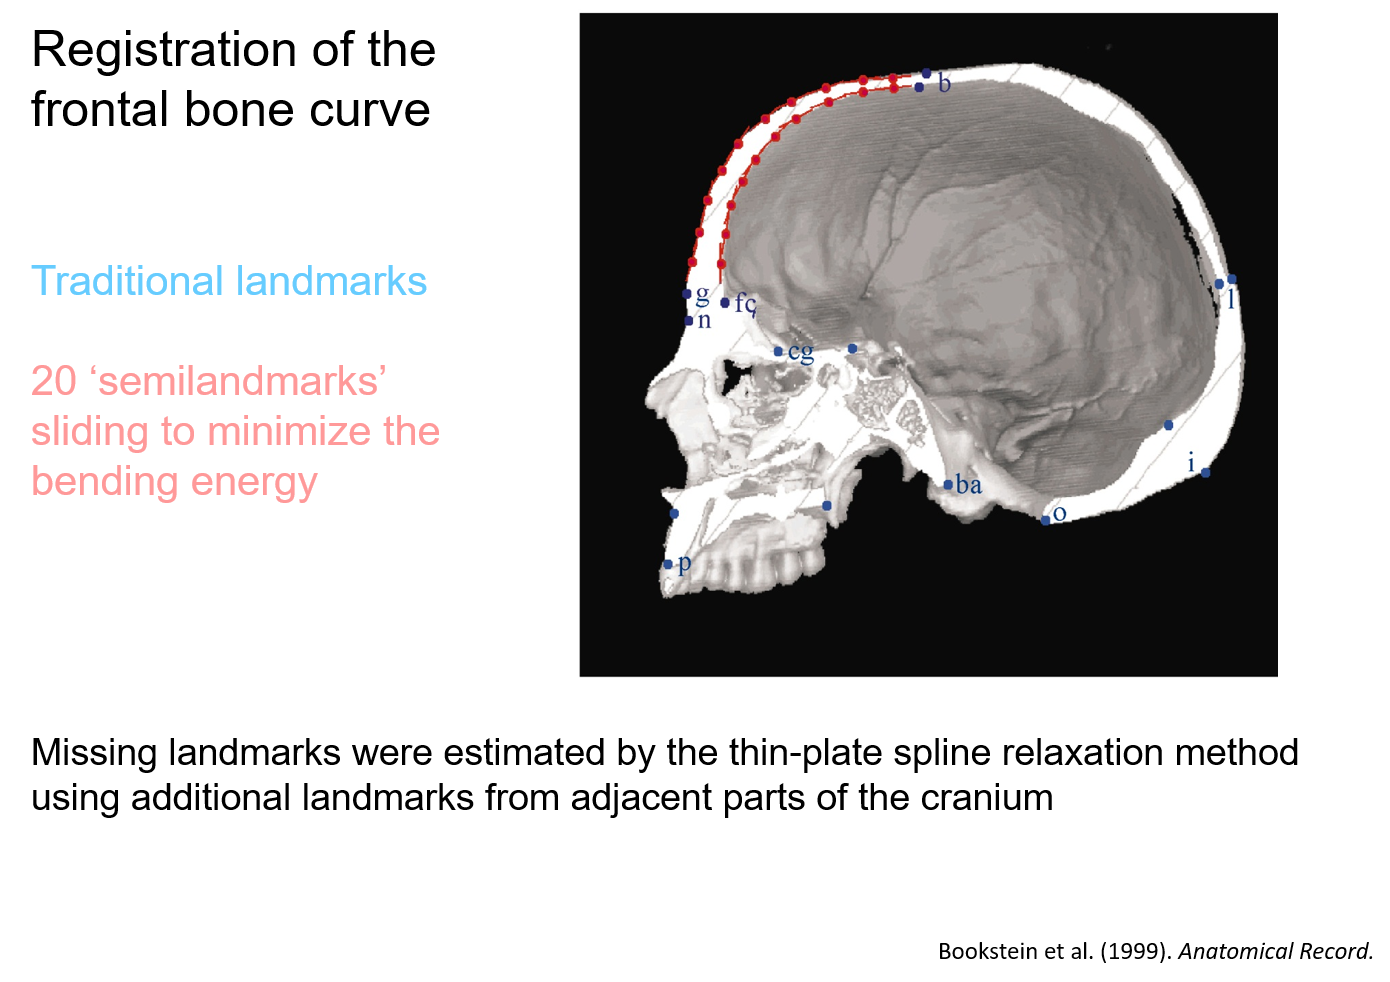 Registration of the
frontal bone curve
Traditional landmarks
20 ‘semilandmarks’
sliding to minimize the
bending energy
b
g
fc
n
cg
l
i
ba
o
p
Missing landmarks were estimated by the thin-plate spline relaxation method
using additional landmarks from adjacent parts of the cranium
Bookstein et al. (1999). Anatomical Record.